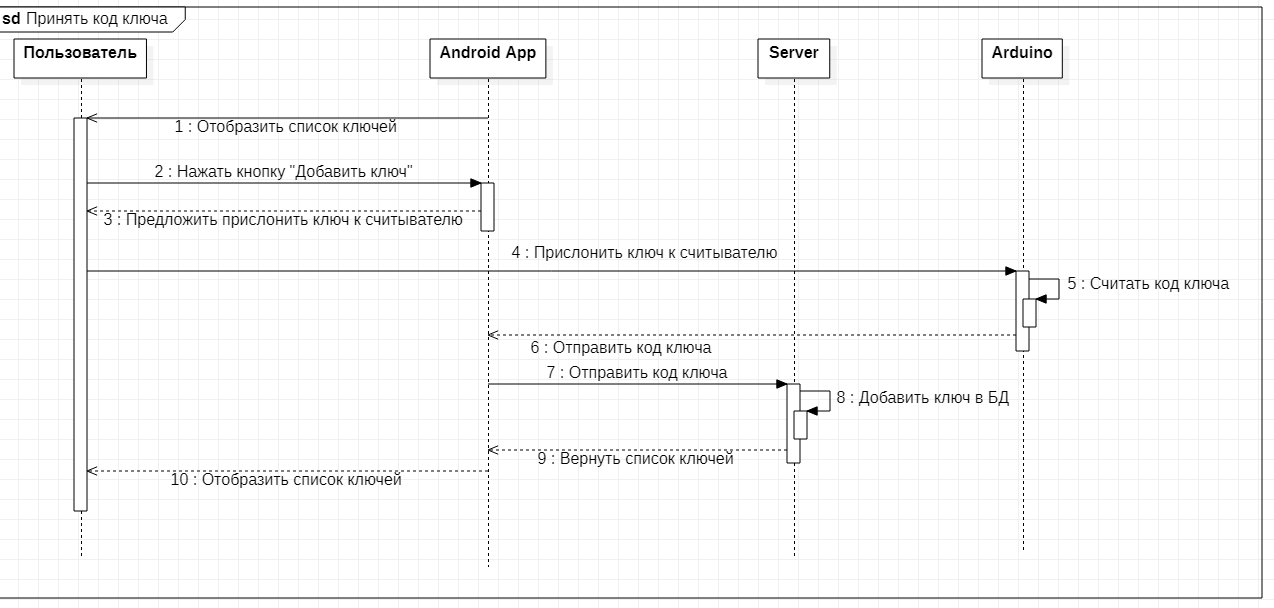 sd Принять код ключа
Пользователь
Android App
Server
Arduino
1 : Отобразить список ключей
2 : Нажать кнопку "Добавить ключ"
3 : Предложить прислонить ключ к считывателю
4 : Прислонить ключ к считывателю
5 : Считать код ключа
6 : Отправить код ключа
7 : Отправить код ключа
8 : Добавить ключ в БД
9 : Вернуть список ключей
10 : Отобразить список ключей